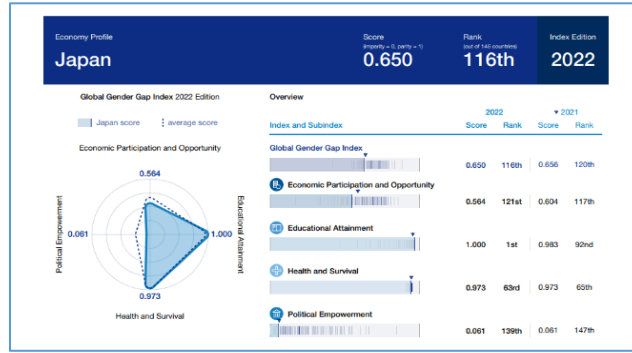 Economy Profile
Japan
Score
(imparity = 0, parity = 1)
0.650
Rank
(out of 146 countries)
116th
Index Edition
2022
Global Gender Gap Index 2022 Edition
Japan score
average score
Economic Participation and Opportunity
0.564
Political Empowerment
0.061
1.000
Educational Attainment
0.973
Health and Survival
Overview
2022
2021
Index and Subindex
Score Rank Score Rank
Global Gender Gap Index
0.650 116th 0.656 120th
Economic Participation and Opportunity
0.564 121st 0.604 117th
Educational Attainment
1.000 1st 0.983 92nd
Health and Survival
0.973 63rd 0.973 65th
Political Empowerment
0.061 139th 0.061 147th